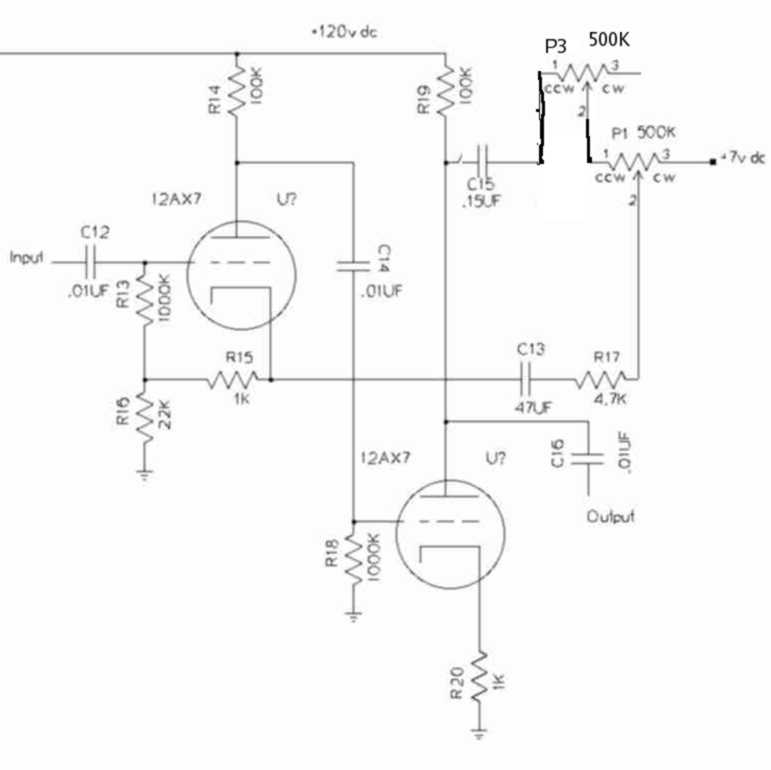 +120v dc
P3 500K
1 3
ccw cw
2
R14 100K
R19 100K
P1 500K
1 3
ccw cw
2
+7v dc
C15
.15UF
12AX7 U?
C12
Input
.01UF
R13 1000K
C14
.01UF
R15
1K
R16 22K
C13
47UF
R17
4.7K
12AX7 U?
C16 .01UF
Output
R18 1000K
R20 1K